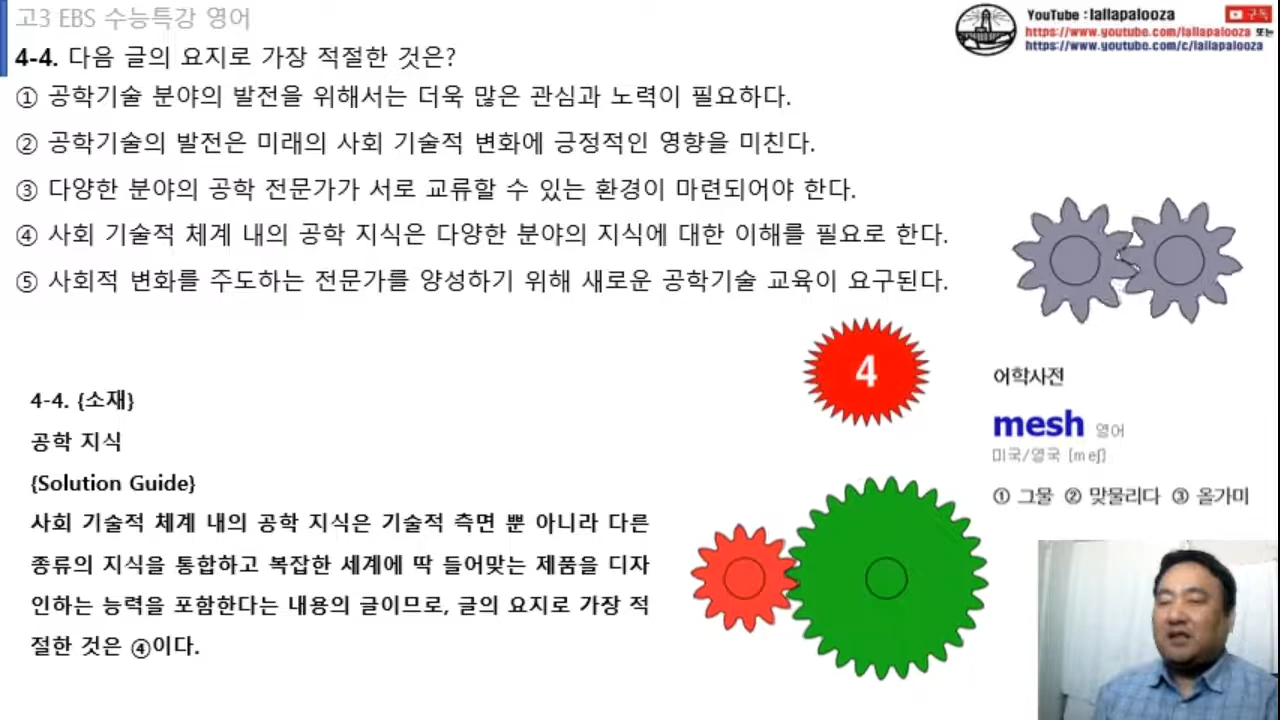 고3 EBS 수능특강 영어
YouTube : lallapalooza
구독
https://www.youtube.com/lallapalooza 또는
https://www.youtube.com/c/lallapalooza
4-4. 다음 글의 요지로 가장 적절한 것은?
① 공학기술 분야의 발전을 위해서는 더욱 많은 관심과 노력이 필요하다.
② 공학기술의 발전은 미래의 사회 기술적 변화에 긍정적인 영향을 미친다.
③ 다양한 분야의 공학 전문가가 서로 교류할 수 있는 환경이 마련되어야 한다.
④ 사회 기술적 체계 내의 공학 지식은 다양한 분야의 지식에 대한 이해를 필요로 한다.
⑤ 사회적 변화를 주도하는 전문가를 양성하기 위해 새로운 공학기술 교육이 요구된다.
4
4-4. {소재}
공학 지식
{Solution Guide}
사회 기술적 체계 내의 공학 지식은 기술적 측면 뿐 아니라 다른
종류의 지식을 통합하고 복잡한 세계에 딱 들어맞는 제품을 디자
인하는 능력을 포함한다는 내용의 글이므로, 글의 요지로 가장 적
절한 것은 ④이다.
어학사전
mesh 영어
미국/영국 [meʃ]
① 그물 ② 맞물리다 ③ 올가미